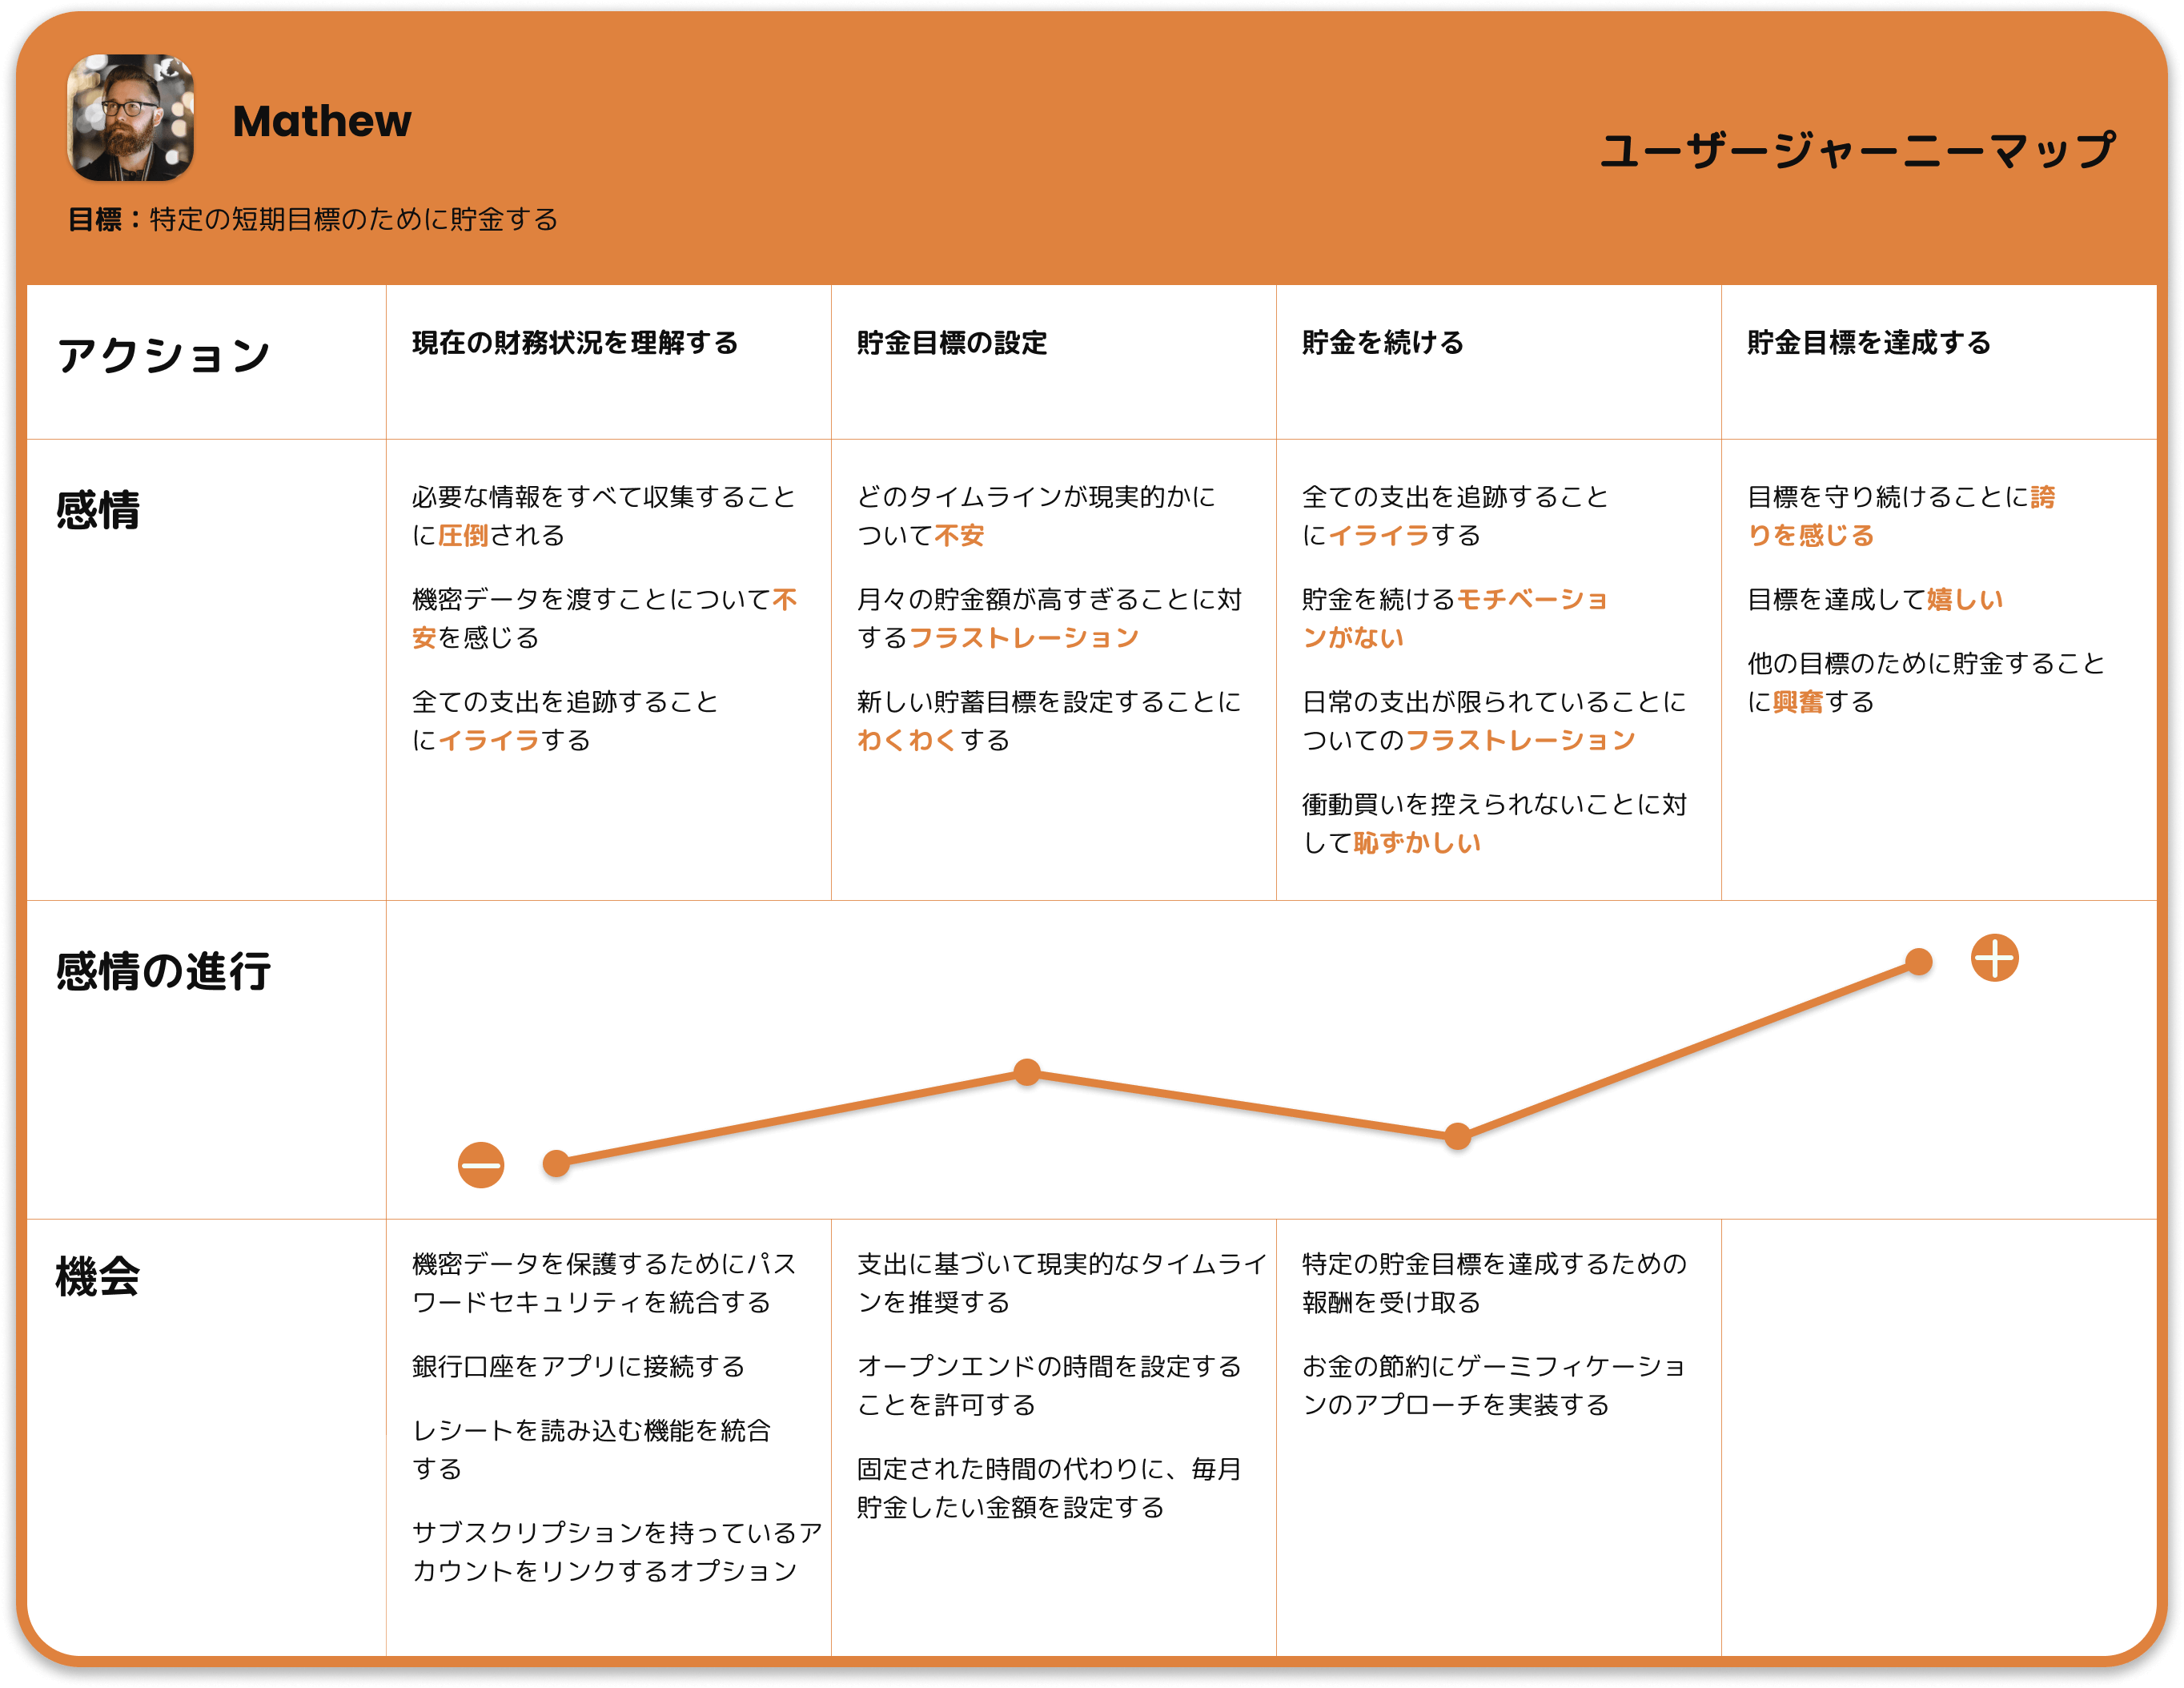 Mathew
ユーザージャーニーマップ
目標：特定の短期目標のために貯金する
アクション
現在の財務状況を理解する
貯金目標の設定
貯金を続ける
貯金目標を達成する
感情
必要な情報をすべて収集すること
に圧倒される
機密データを渡すことについて不
安を感じる
全ての支出を追跡すること
にイライラする
どのタイムラインが現実的かに
ついて不安
月々の貯金額が高すぎることに対
するフラストレーション
新しい貯蓄目標を設定することに
わくわくする
全ての支出を追跡すること
にイライラする
貯金を続けるモチベーショ
ンがない
日常の支出が限られていることに
ついてのフラストレーション
衝動買いを控えられないことに対
して恥ずかしい
目標を守り続けることに誇
りを感じる
目標を達成して嬉しい
他の目標のために貯金すること
に興奮する
感情の進行
機会
機密データを保護するためにパス
ワードセキュリティを統合する
銀行口座をアプリに接続する
レシートを読み込む機能を統合
する
サブスクリプションを持っているア
カウントをリンクするオプション
支出に基づいて現実的なタイムライ
ンを推奨する
オープンエンドの時間を設定する
ことを許可する
固定された時間の代わりに、毎月
貯金したい金額を設定する
特定の貯金目標を達成するための
報酬を受け取る
お金の節約にゲーミフィケーショ
ンのアプローチを実装する